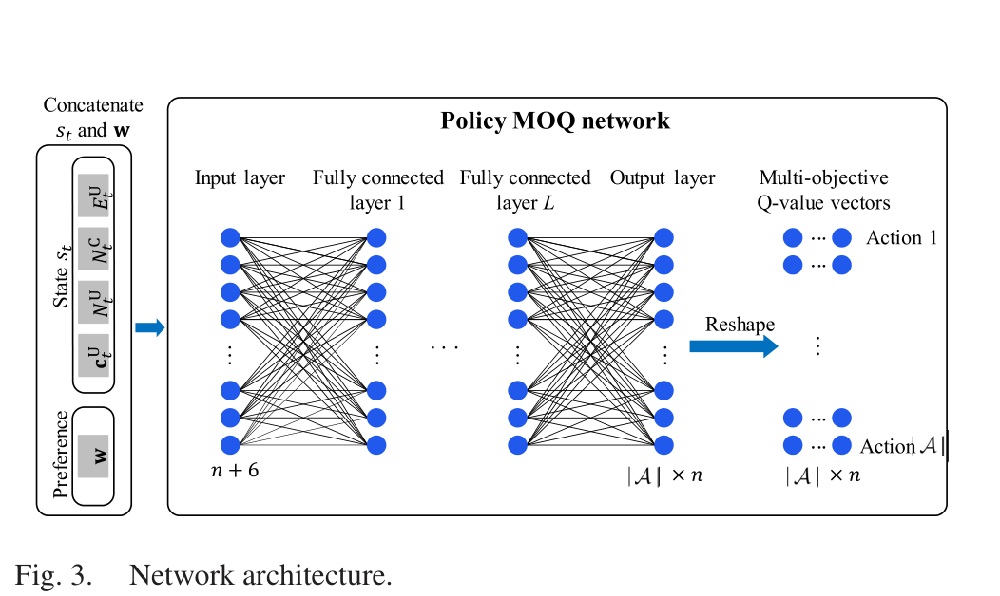 Concatenate
s_t and w
State s_t
E_t^U
N_t^C
N_t^U
c_t^U
Preference
w
Policy MOQ network
Input layer
Fully connected
layer 1
Fully connected
layer L
Output layer
Multi-objective
Q-value vectors
Action 1
...
Reshape
Action |𝒜|
n + 6
|𝒜| × n
|𝒜| × n
Fig. 3. Network architecture.